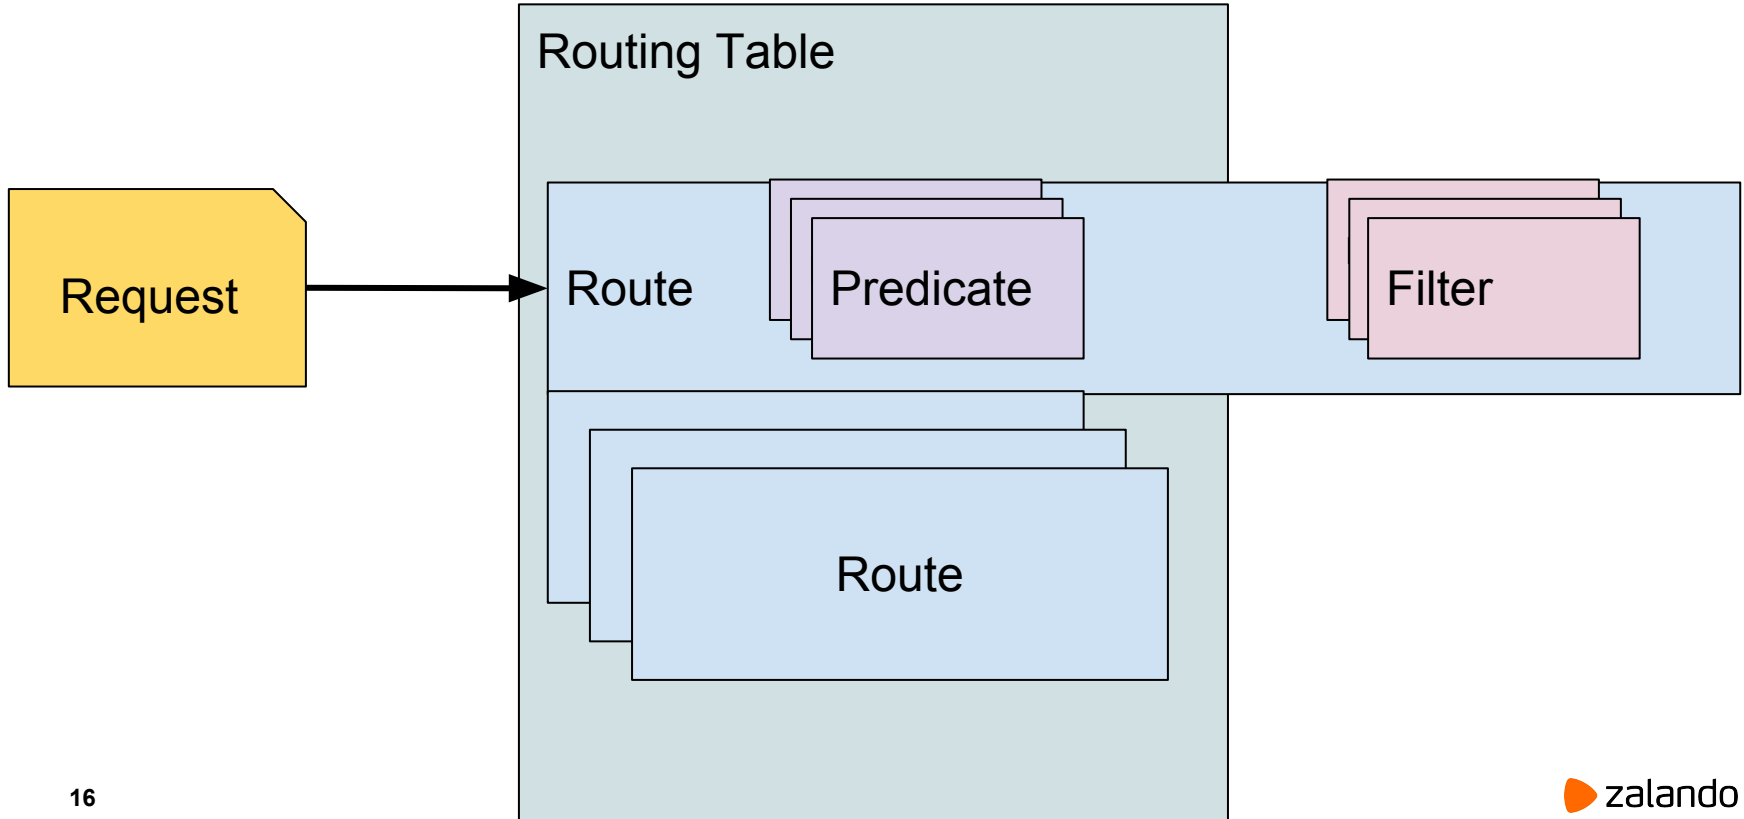 Routing Table
Request
Route
Predicate
Filter
Route
16
zalando